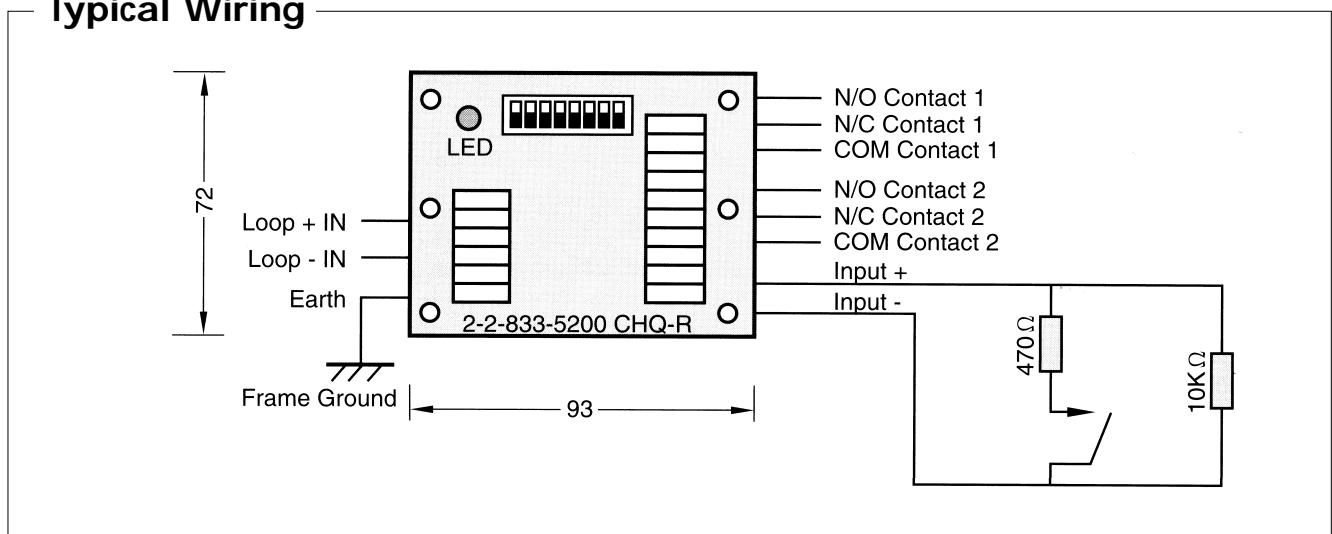 Typical Wiring
72
LED
N/O Contact 1
N/C Contact 1
COM Contact 1
N/O Contact 2
N/C Contact 2
COM Contact 2
Input +
Input -
Loop + IN
Loop - IN
Earth
2-2-833-5200 CHQ-R
Frame Ground
93
470Ω
10KΩ